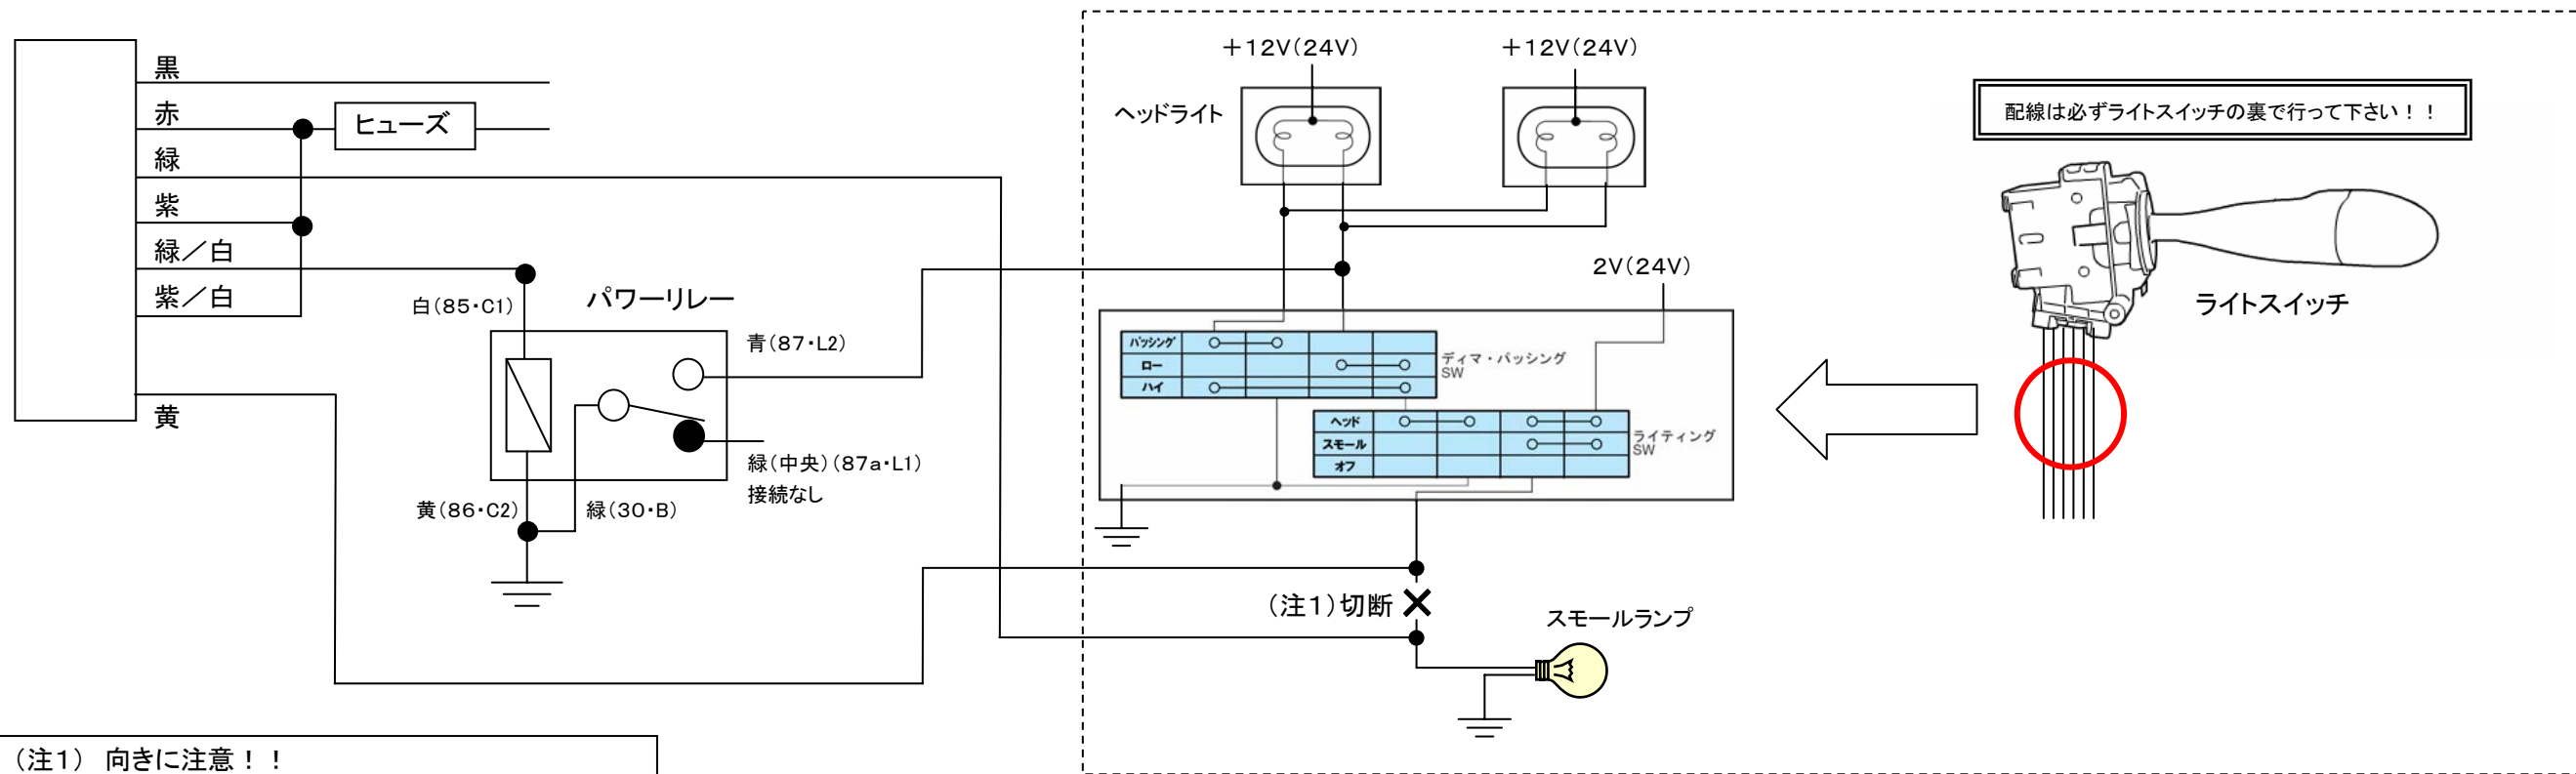 黒
赤
ヒューズ
緑
紫
緑／白
紫／白
黄
白(85・C1)
パワーリレー
青(87・L2)
緑(中央)(87a・L1)
接続なし
黄(86・C2)
緑(30・B)
＋12V(24V)
＋12V(24V)
ヘッドライト
2V(24V)
パッシング
ロー
ハイ
ディマ・パッシング
SW
ヘッド
スモール
オフ
ライティング
SW
(注1)切断
スモールランプ
配線は必ずライトスイッチの裏で行って下さい！！
ライトスイッチ
(注1) 向きに注意！！